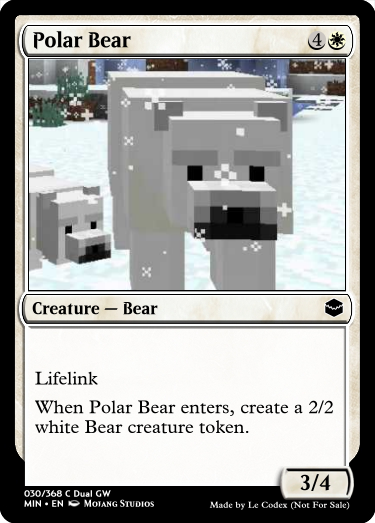 Polar Bear 4
Creature — Bear
Lifelink
When Polar Bear enters, create a 2/2
white Bear creature token.
3/4
030/368 C Dual GW
MIN • EN Mojang Studios
Made by Le Codex (Not For Sale)